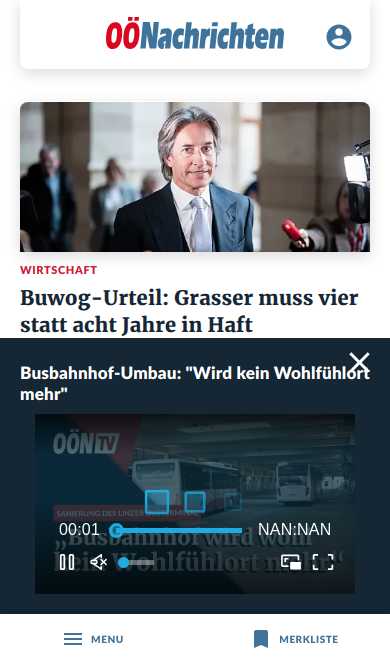 OÖNachrichten
WIRTSCHAFT
Buwog-Urteil: Grasser muss vier
statt acht Jahre in Haft
Busbahnhof-Umbau: "Wird kein Wohlfühlort
mehr"
OÖN TV
SANIERUNG DES LINZER
00:01
NAN:NAN
„Busbahnhof wird wohl
kein Wohlfühlort mehr“
MENU
MERKLISTE